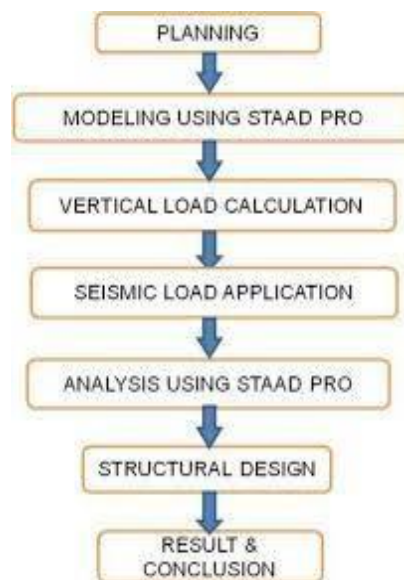 PLANNING
MODELING USING STAAD PRO
VERTICAL LOAD CALCULATION
SEISMIC LOAD APPLICATION
ANALYSIS USING STAAD PRO
STRUCTURAL DESIGN
RESULT &
CONCLUSION